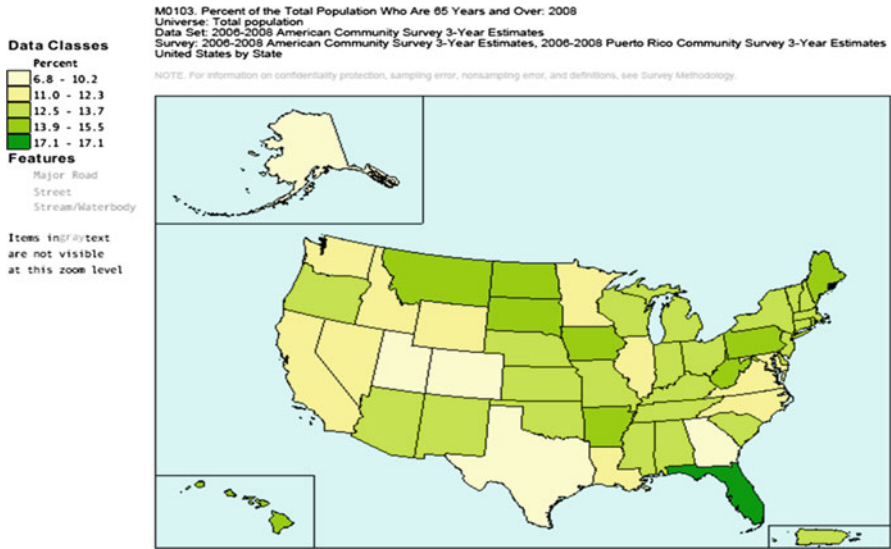 M0103. Percent of the Total Population Who Are 65 Years and Over: 2008
Universe: Total population
Data Set: 2006-2008 American Community Survey 3-Year Estimates
Survey: 2006-2008 American Community Survey 3-Year Estimates, 2006-2008 Puerto Rico Community Survey 3-Year Estimates
United States by State
NOTE. For information on confidentiality protection, sampling error, nonsampling error, and definitions, see Survey Methodology.
Data Classes
Percent
6.8 - 10.2
11.0 - 12.3
12.5 - 13.7
13.9 - 15.5
17.1 - 17.1
Features
Major Road
Street
Stream/Waterbody
Items in gray text
are not visible
at this zoom level